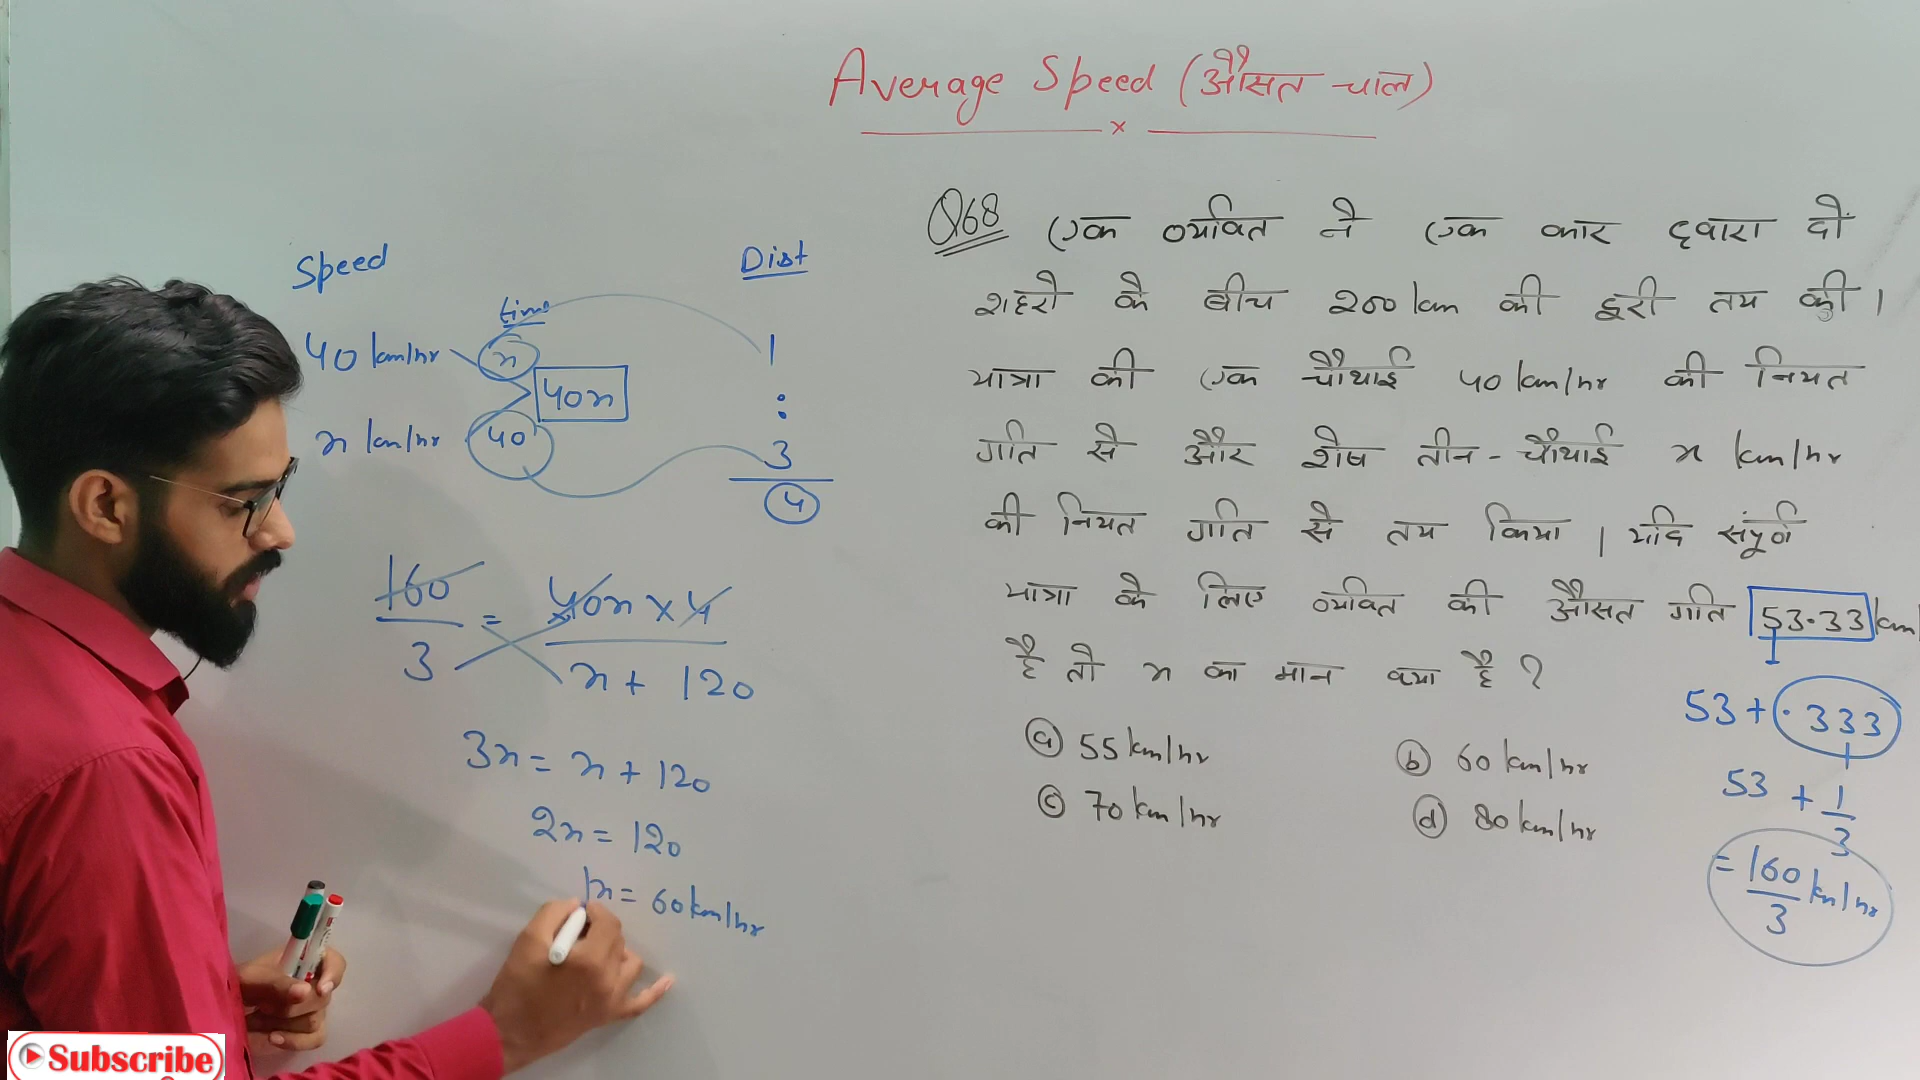 Average Speed (औसत चाल)
x
Q68 एक व्यक्ति ने एक कार द्वारा दो
शहरो के बीच 200 km की दूरी तय की।
यात्रा की एक चौथाई 40 km/hr की नियत
गति से और शेष तीन-चौथाई x km/hr
की नियत गति से तय किया। यदि संपूर्ण
यात्रा के लिए व्यक्ति की औसत गति 53.33 km
है तो x का मान क्या है ?
(a) 55 km/hr (b) 60 km/hr
(c) 70 km/hr (d) 80 km/hr
53 + .333
53 + 1/3
= 160/3 km/hr
Speed Dist
time
40 km/hr x 1
40x :
x km/hr 40 3
4
160/3 = 40x x 4 / x + 120
3x = x + 120
2x = 120
x = 60 km/hr
Subscribe